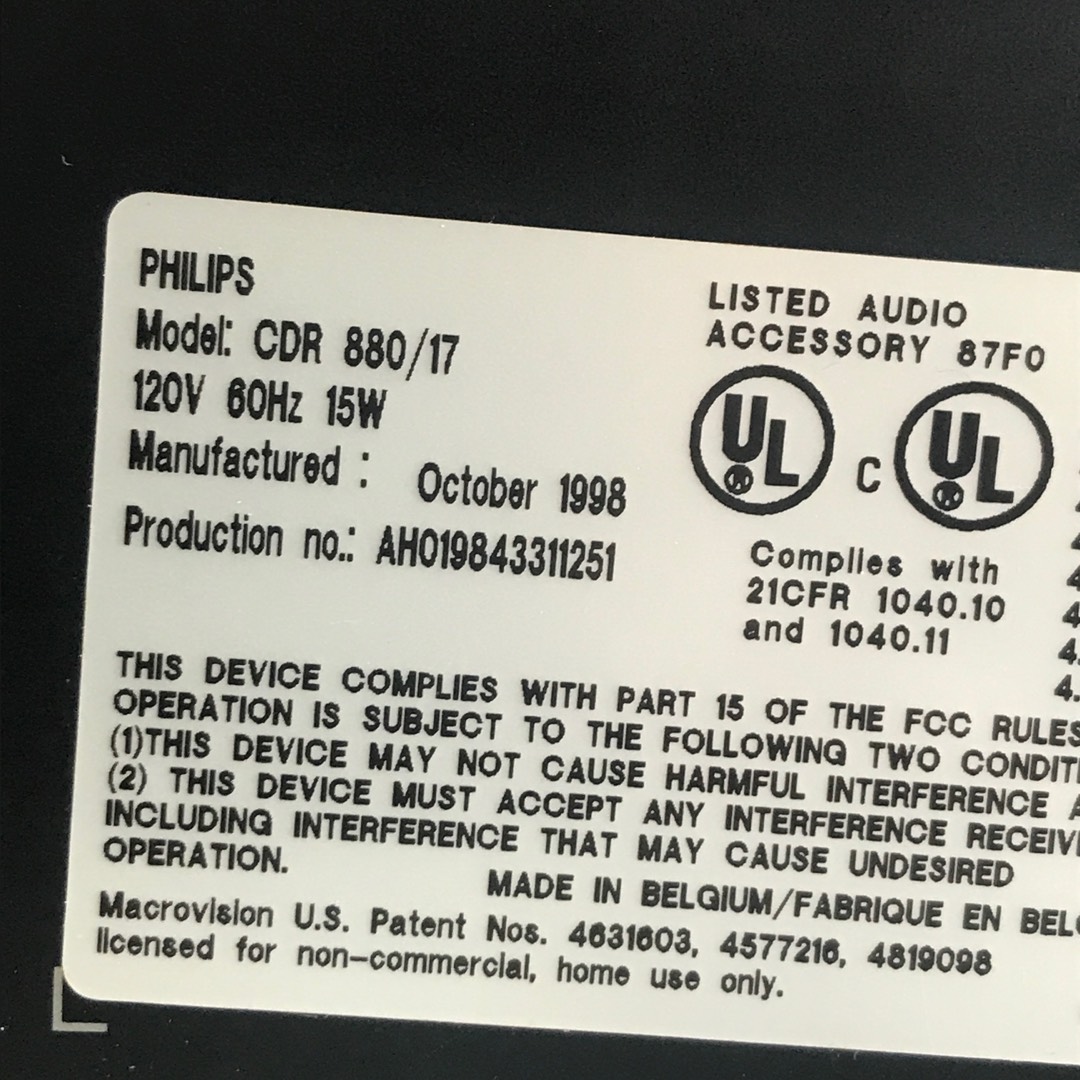 PHILIPS
Model: CDR 880/17
120V 60Hz 15W
Manufactured : October 1998
Production no.: AH019843311251
LISTED AUDIO
ACCESSORY 87F0
UL C UL
Complies with
21CFR 1040.10
and 1040.11
THIS DEVICE COMPLIES WITH PART 15 OF THE FCC RULES
OPERATION IS SUBJECT TO THE FOLLOWING TWO CONDITI
(1)THIS DEVICE MAY NOT CAUSE HARMFUL INTERFERENCE A
(2) THIS DEVICE MUST ACCEPT ANY INTERFERENCE RECEIVE
INCLUDING INTERFERENCE THAT MAY CAUSE UNDESIRED
OPERATION.
MADE IN BELGIUM/FABRIQUE EN BELG
Macrovision U.S. Patent Nos. 4631603, 4577216, 4819098
licensed for non-commercial, home use only.